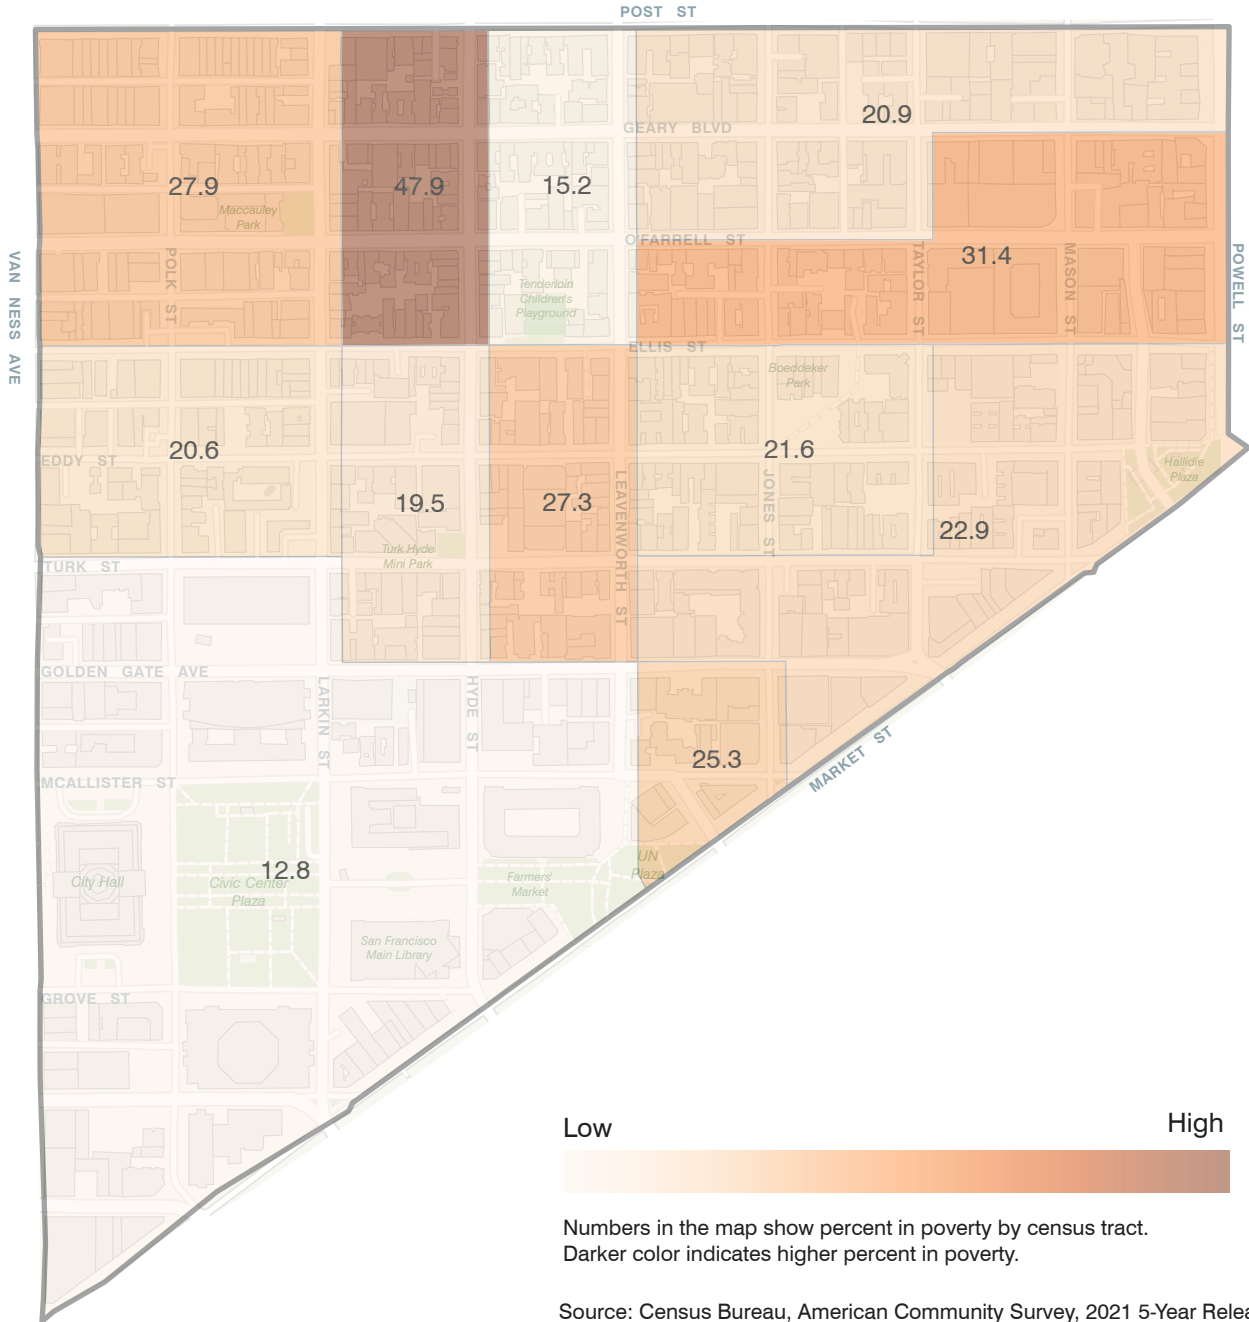 POST ST
GEARY BLVD
20.9
27.9
47.9
15.2
Maccauley
Park
O'FARRELL ST
31.4
VAN NESS AVE
POLK ST
TAYLOR ST
MASON ST
POWELL ST
Tenderloin
Children's
Playground
ELLIS ST
Boeddeker
Park
20.6
21.6
EDDY ST
Hallidie
Plaza
19.5
27.3
LEAVENWORTH ST
JONES ST
22.9
Turk Hyde
Mini Park
TURK ST
GOLDEN GATE AVE
LARKIN ST
HYDE ST
25.3
MARKET ST
MCALLISTER ST
UN
Plaza
12.8
City Hall
Civic Center
Plaza
Farmers'
Market
San Francisco
Main Library
GROVE ST
Low
High
Numbers in the map show percent in poverty by census tract.
Darker color indicates higher percent in poverty.
Source: Census Bureau, American Community Survey, 2021 5-Year Relea